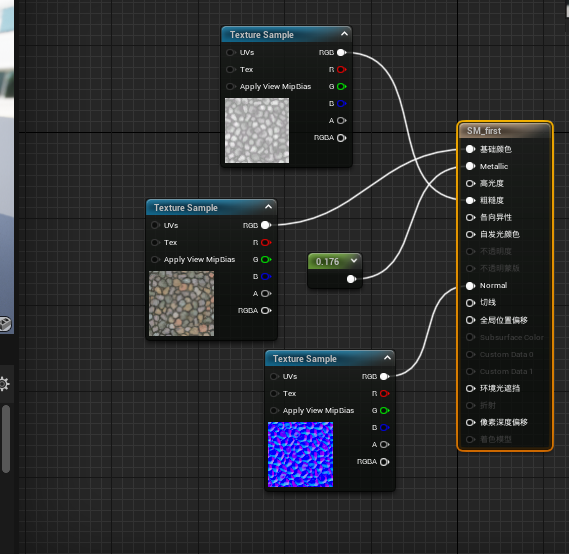 Texture Sample
UVs
RGB
Tex
R
Apply View MipBias
G
B
A
RGBA
Texture Sample
UVs
RGB
Tex
R
Apply View MipBias
G
B
A
RGBA
0.176
Texture Sample
UVs
RGB
Tex
R
Apply View MipBias
G
B
A
RGBA
SM_first
基础颜色
Metallic
高光度
粗糙度
各向异性
自发光颜色
不透明度
不透明蒙版
Normal
切线
全局位置偏移
Subsurface Color
Custom Data 0
Custom Data 1
环境光遮挡
折射
像素深度偏移
着色模型